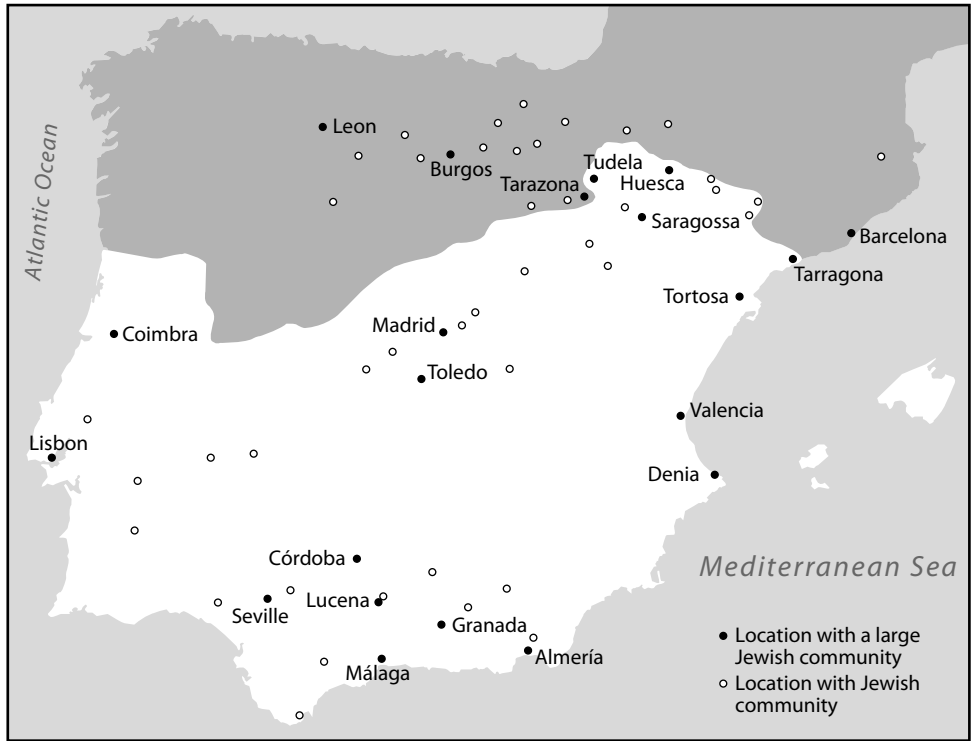 Atlantic Ocean
Leon
Burgos
Tudela
Tarazona
Huesca
Saragossa
Barcelona
Tarragona
Tortosa
Coimbra
Madrid
Toledo
Valencia
Lisbon
Denia
Córdoba
Mediterranean Sea
Seville
Lucena
Granada
Almería
Málaga
Location with a large
Jewish community
Location with Jewish
community